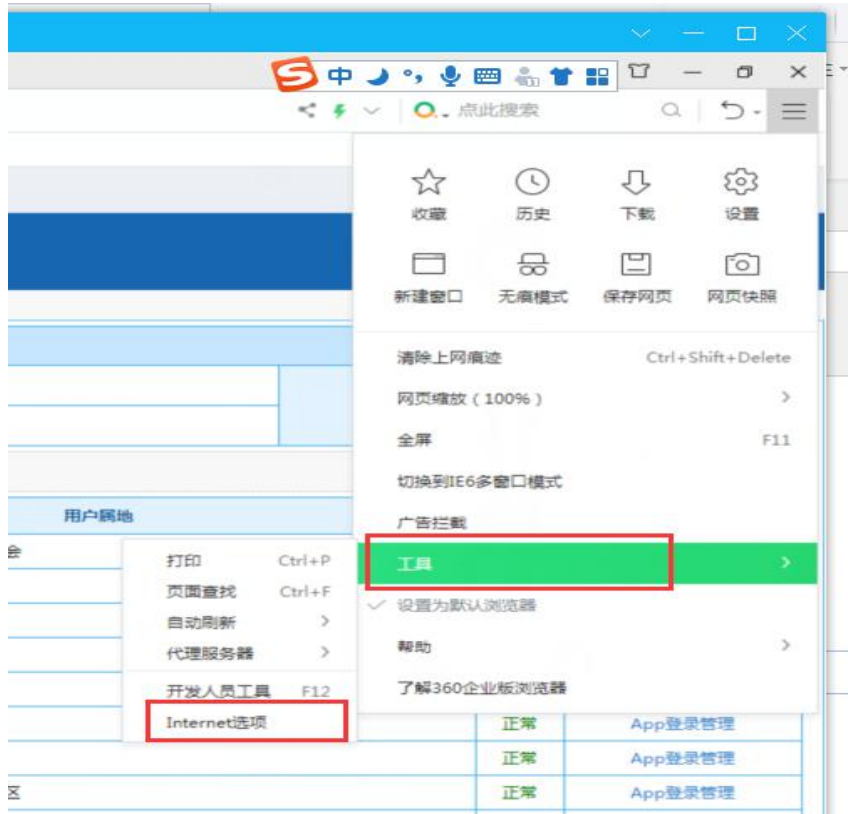 中
点此搜索
收藏 历史 下载 设置
新建窗口 无痕模式 保存网页 网页快照
清除上网痕迹 Ctrl+Shift+Delete
网页缩放（100%）
全屏 F11
切换到IE6多窗口模式
广告拦截
工具
设置为默认浏览器
帮助
了解360企业版浏览器
用户属地
会
打印 Ctrl+P
页面查找 Ctrl+F
自动刷新
代理服务器
开发人员工具 F12
Internet选项
正常 App登录管理
正常 App登录管理
区 正常 App登录管理